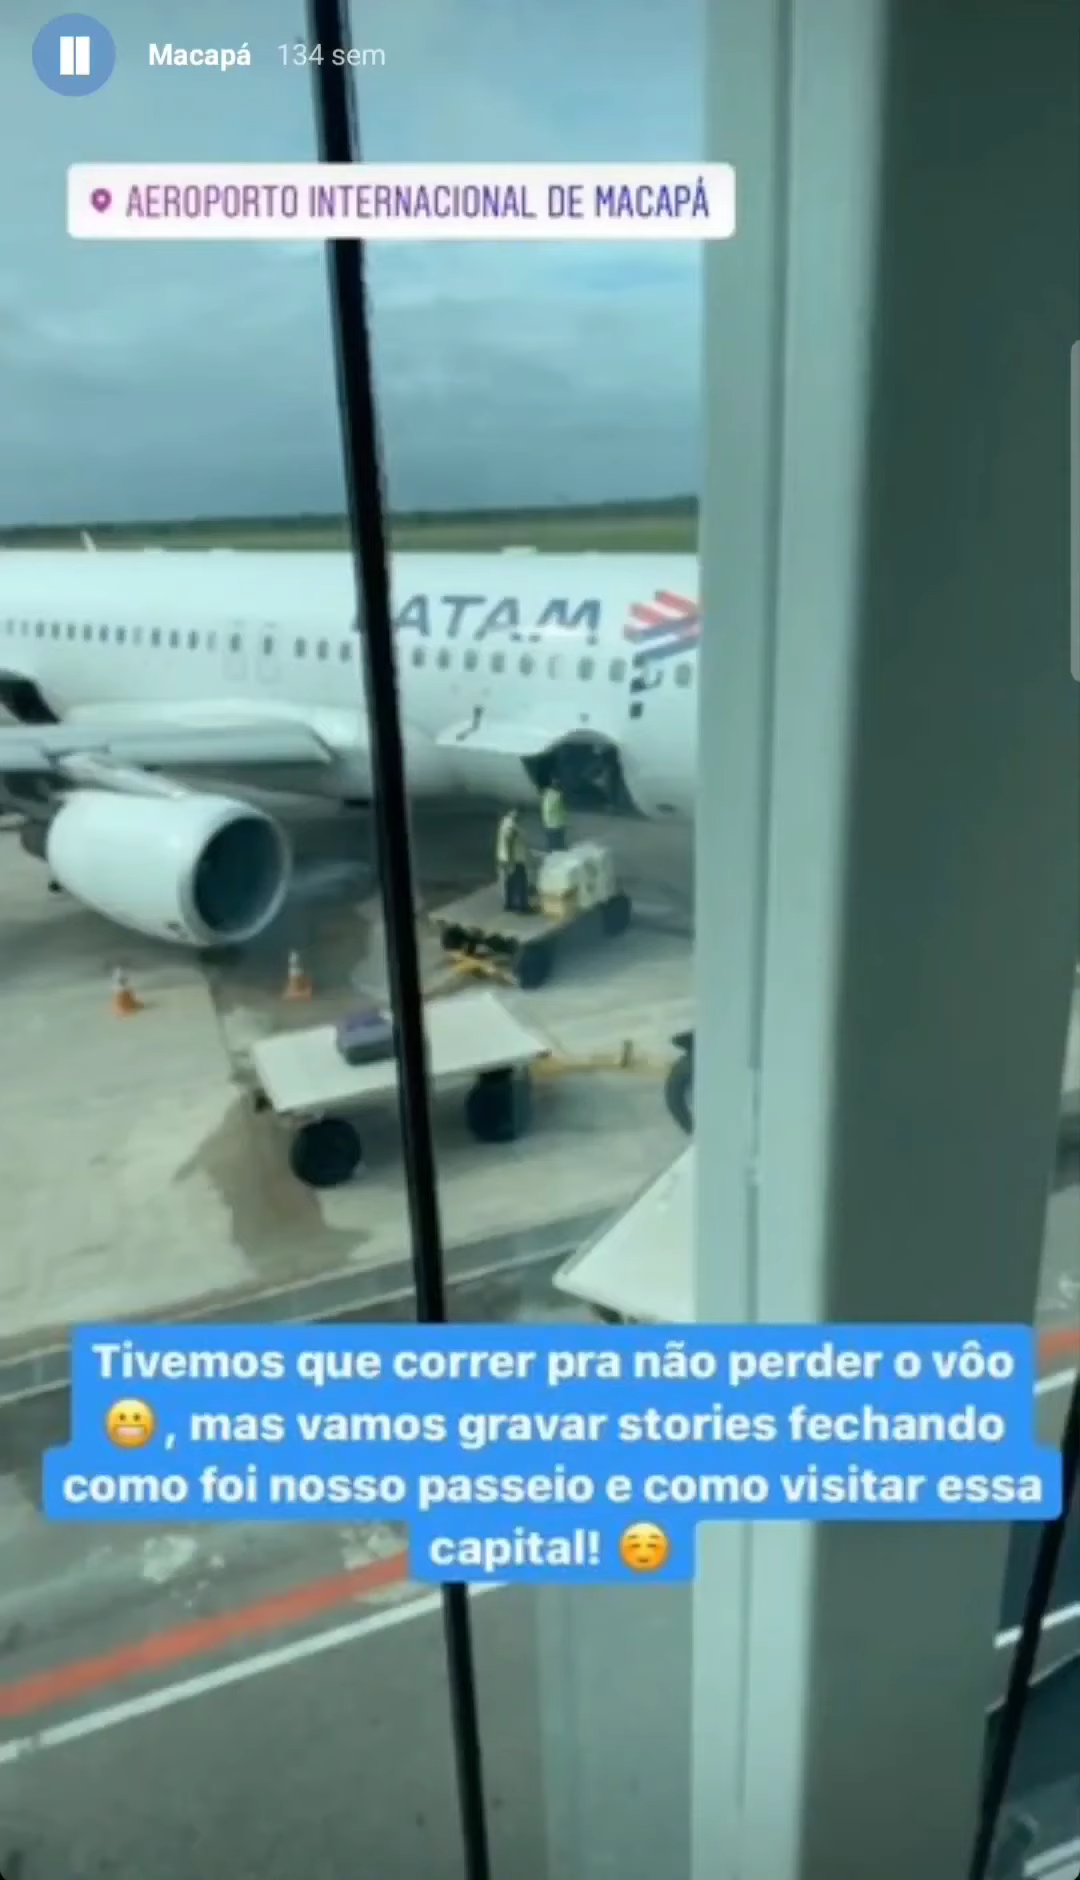 Macapá 134 sem
AEROPORTO INTERNACIONAL DE MACAPÁ
LATAM
Tivemos que correr pra não perder o vôo
😬, mas vamos gravar stories fechando
como foi nosso passeio e como visitar essa
capital! ☺️